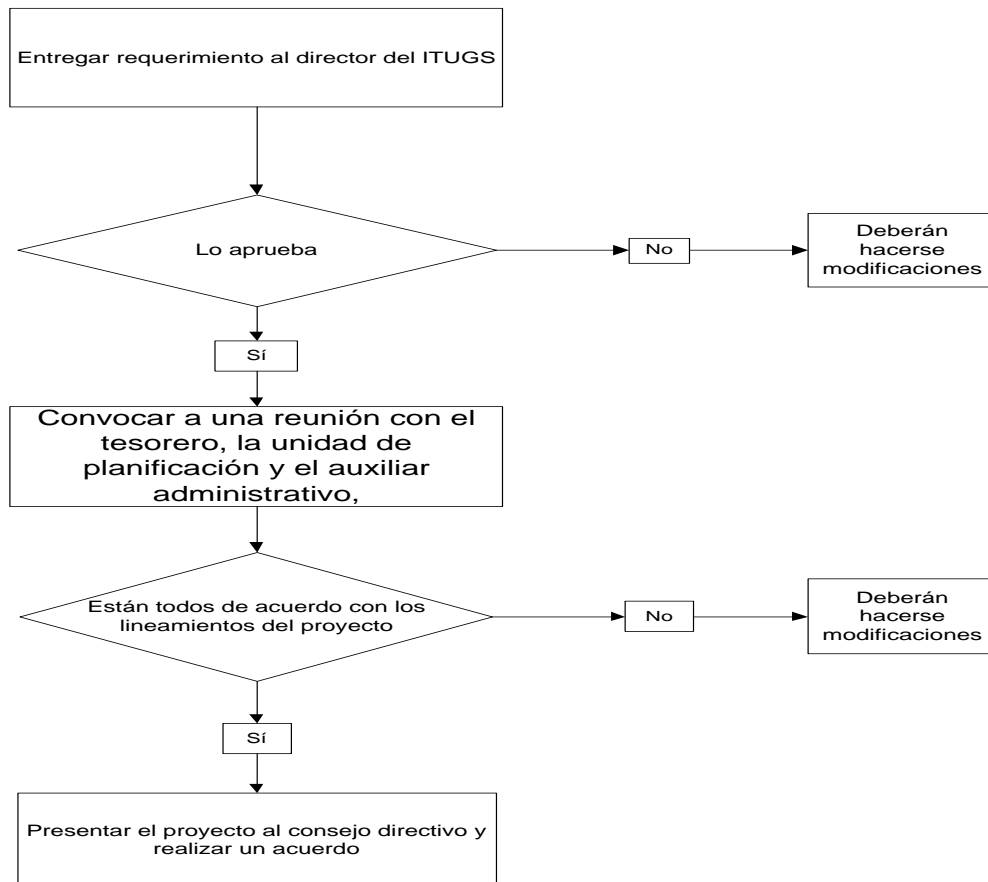 Entregar requerimiento al director del ITUGS
Lo aprueba
No
Deberán
hacerse
modificaciones
Sí
Convocar a una reunión con el
tesorero, la unidad de
planificación y el auxiliar
administrativo,
Están todos de acuerdo con los
lineamientos del proyecto
No
Deberán
hacerse
modificaciones
Sí
Presentar el proyecto al consejo directivo y
realizar un acuerdo